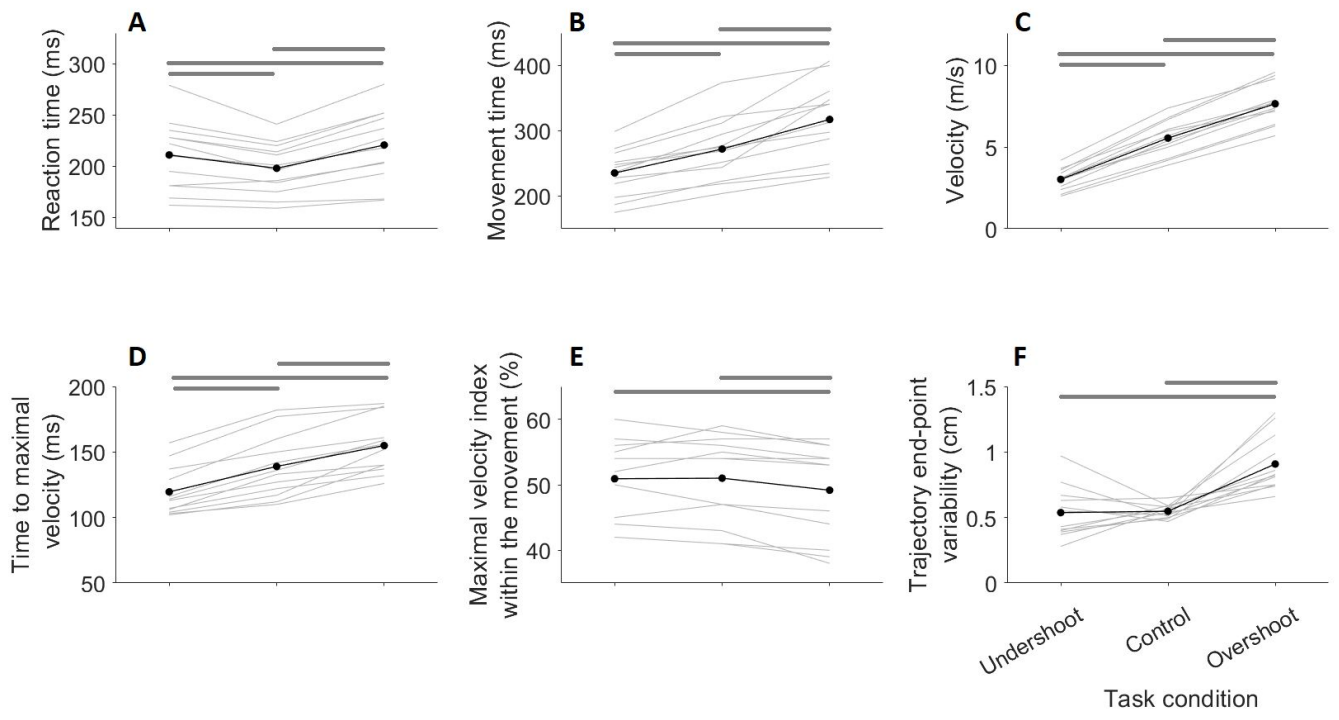 A
Reaction time (ms)
300
250
200
150
B
Movement time (ms)
400
300
200
C
Velocity (m/s)
10
5
0
D
Time to maximal
velocity (ms)
200
150
100
50
E
Maximal velocity index
within the movement (%)
60
50
40
F
Trajectory end-point
variability (cm)
1.5
1
0.5
0
Undershoot
Control
Overshoot
Task condition